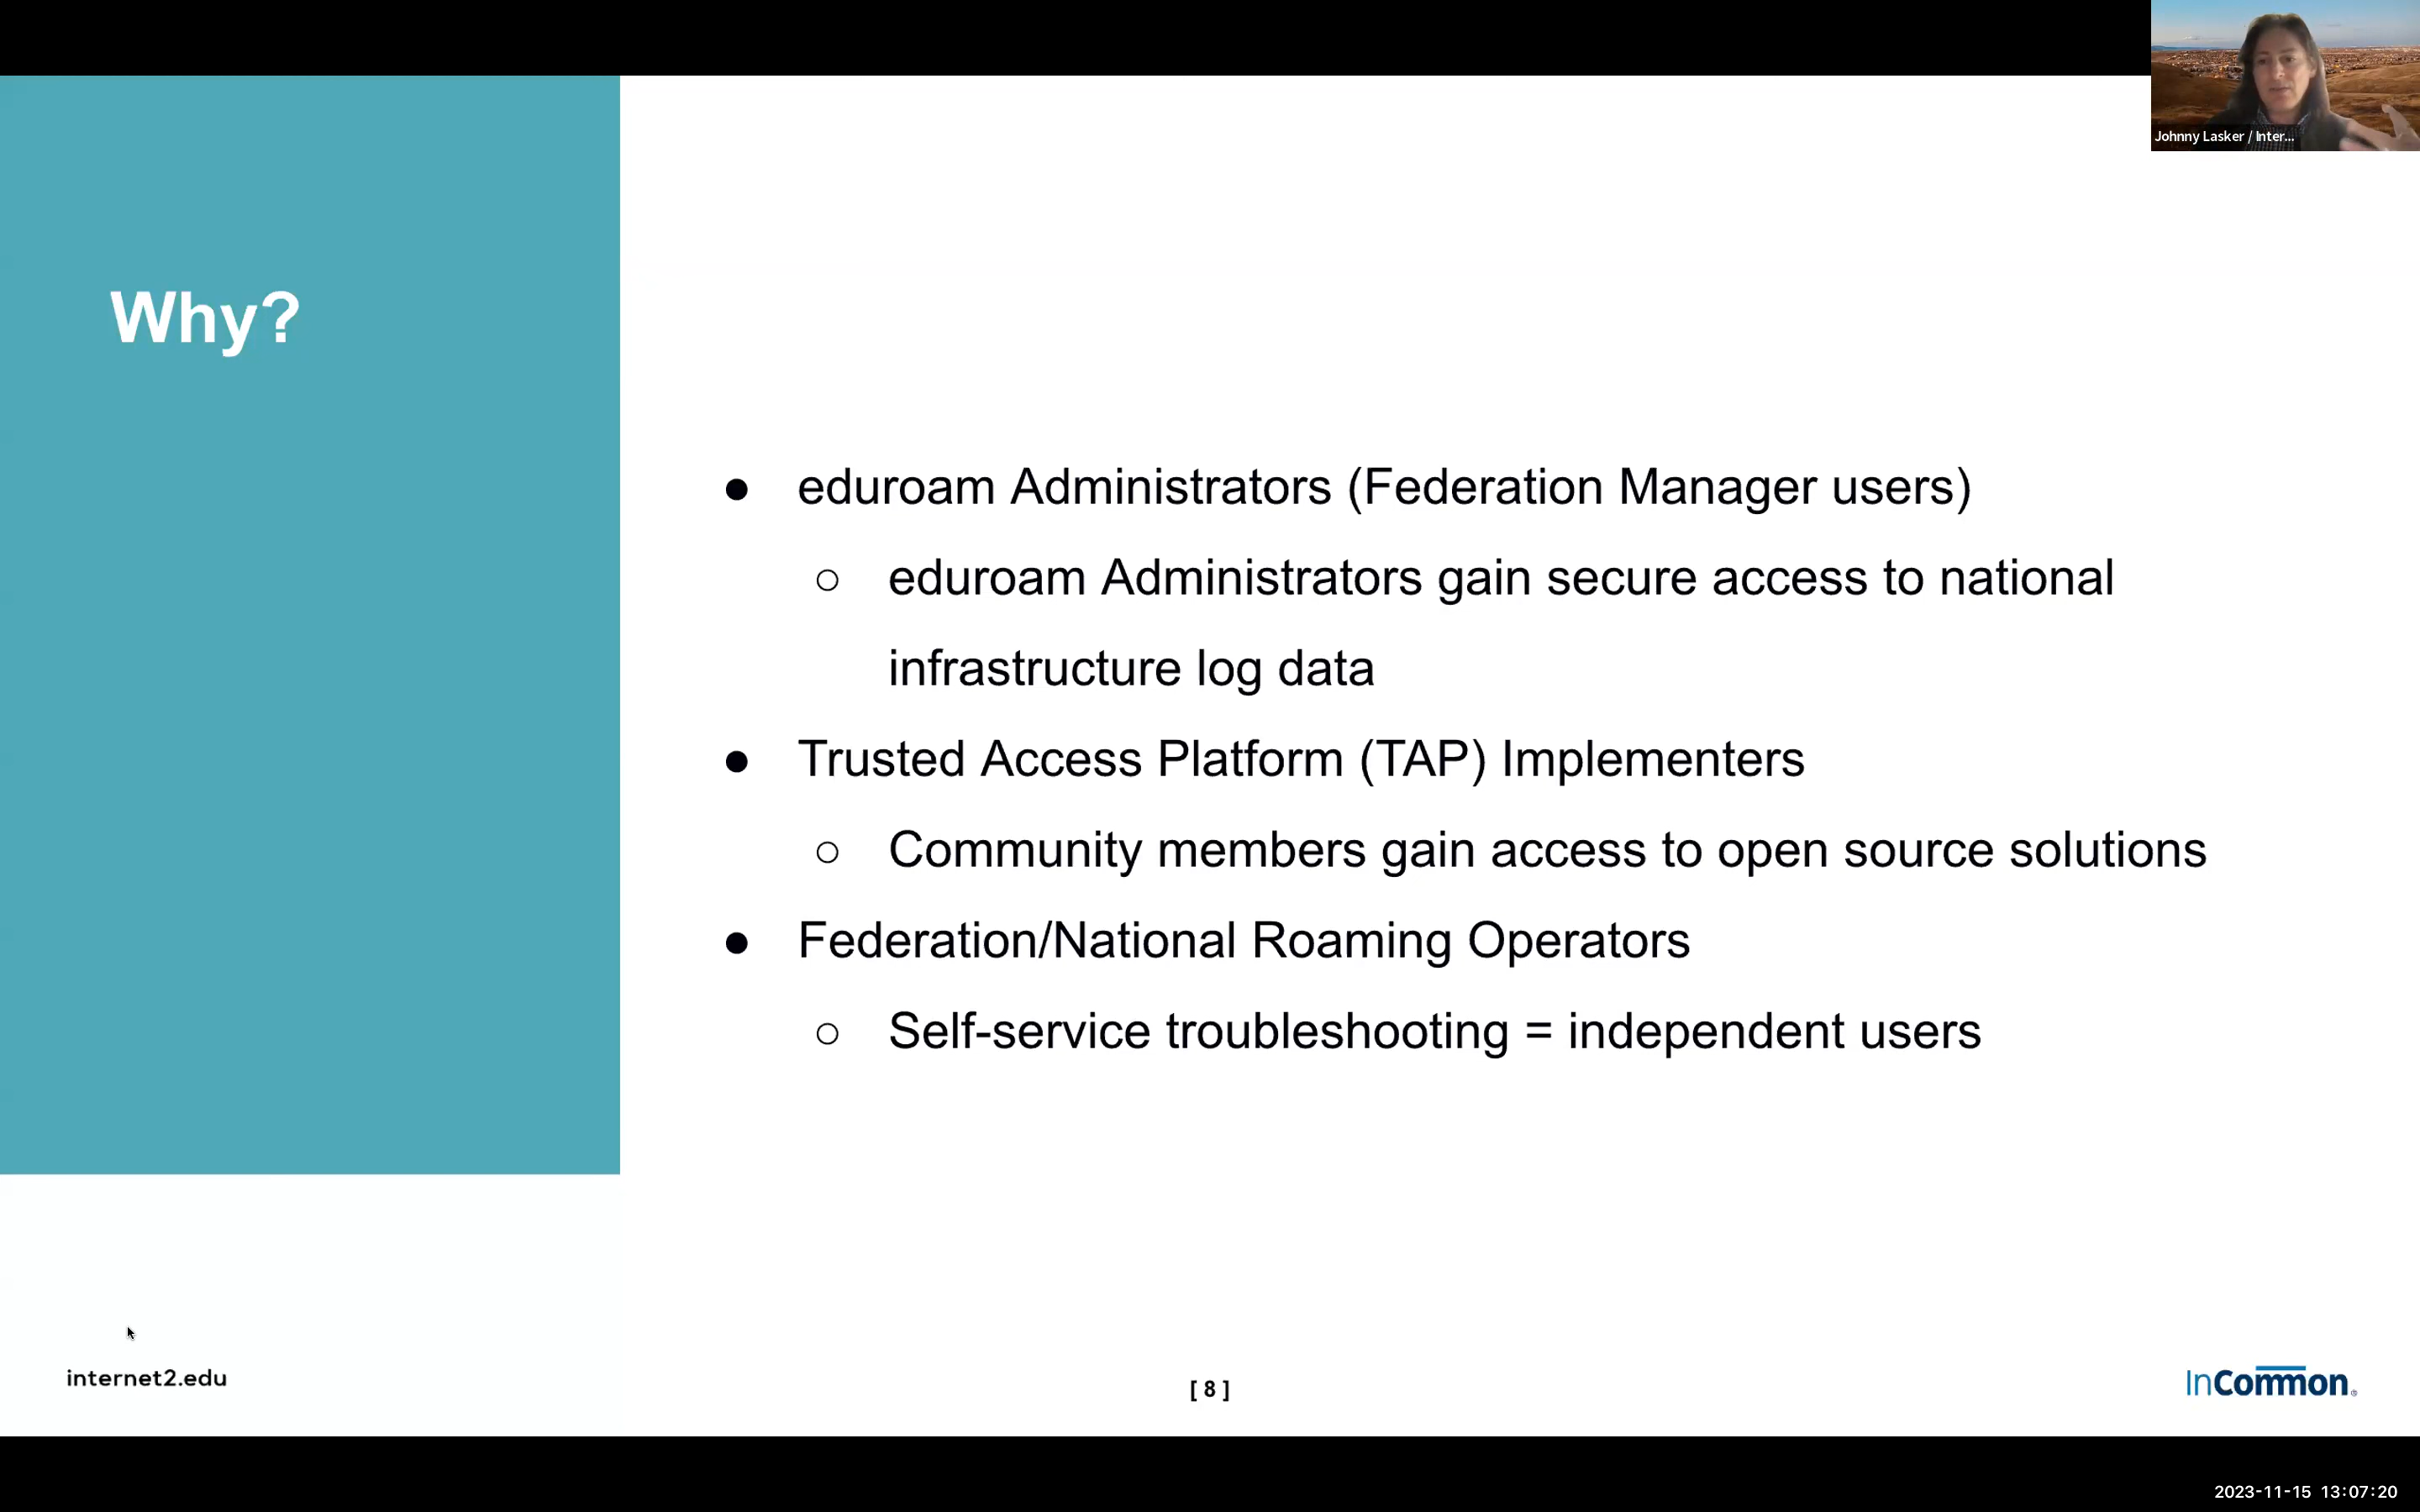 Johnny Lasker / Inter...
Why?
● eduroam Administrators (Federation Manager users)
○ eduroam Administrators gain secure access to national
infrastructure log data
● Trusted Access Platform (TAP) Implementers
○ Community members gain access to open source solutions
● Federation/National Roaming Operators
○ Self-service troubleshooting = independent users
internet2.edu
[ 8 ]
InCommon®
2023-11-15 13:07:20